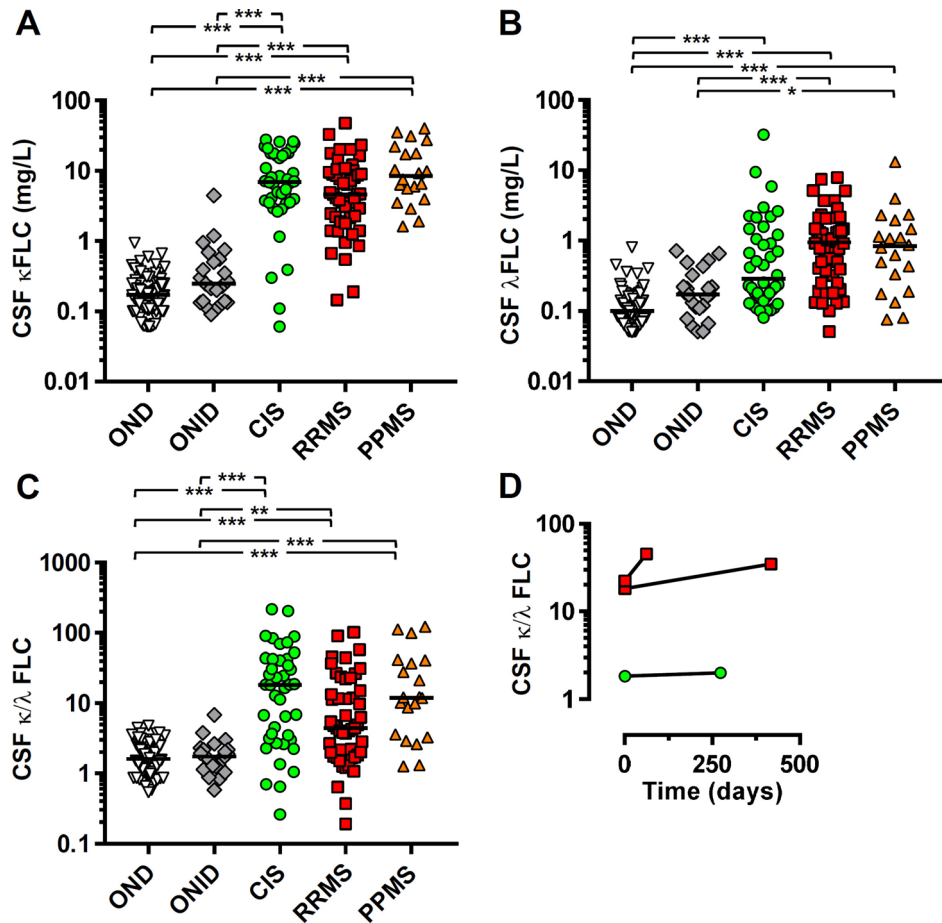 A
***
***
***
***
***
***
100
10
1
0.1
0.01
CSF κFLC (mg/L)
OND
ONID
CIS
RRMS
PPMS
B
***
***
***
***
*
100
10
1
0.1
0.01
CSF λFLC (mg/L)
OND
ONID
CIS
RRMS
PPMS
C
***
***
**
***
***
***
1000
100
10
1
0.1
CSF κ/λ FLC
OND
ONID
CIS
RRMS
PPMS
D
100
10
1
CSF κ/λ FLC
0
250
500
Time (days)